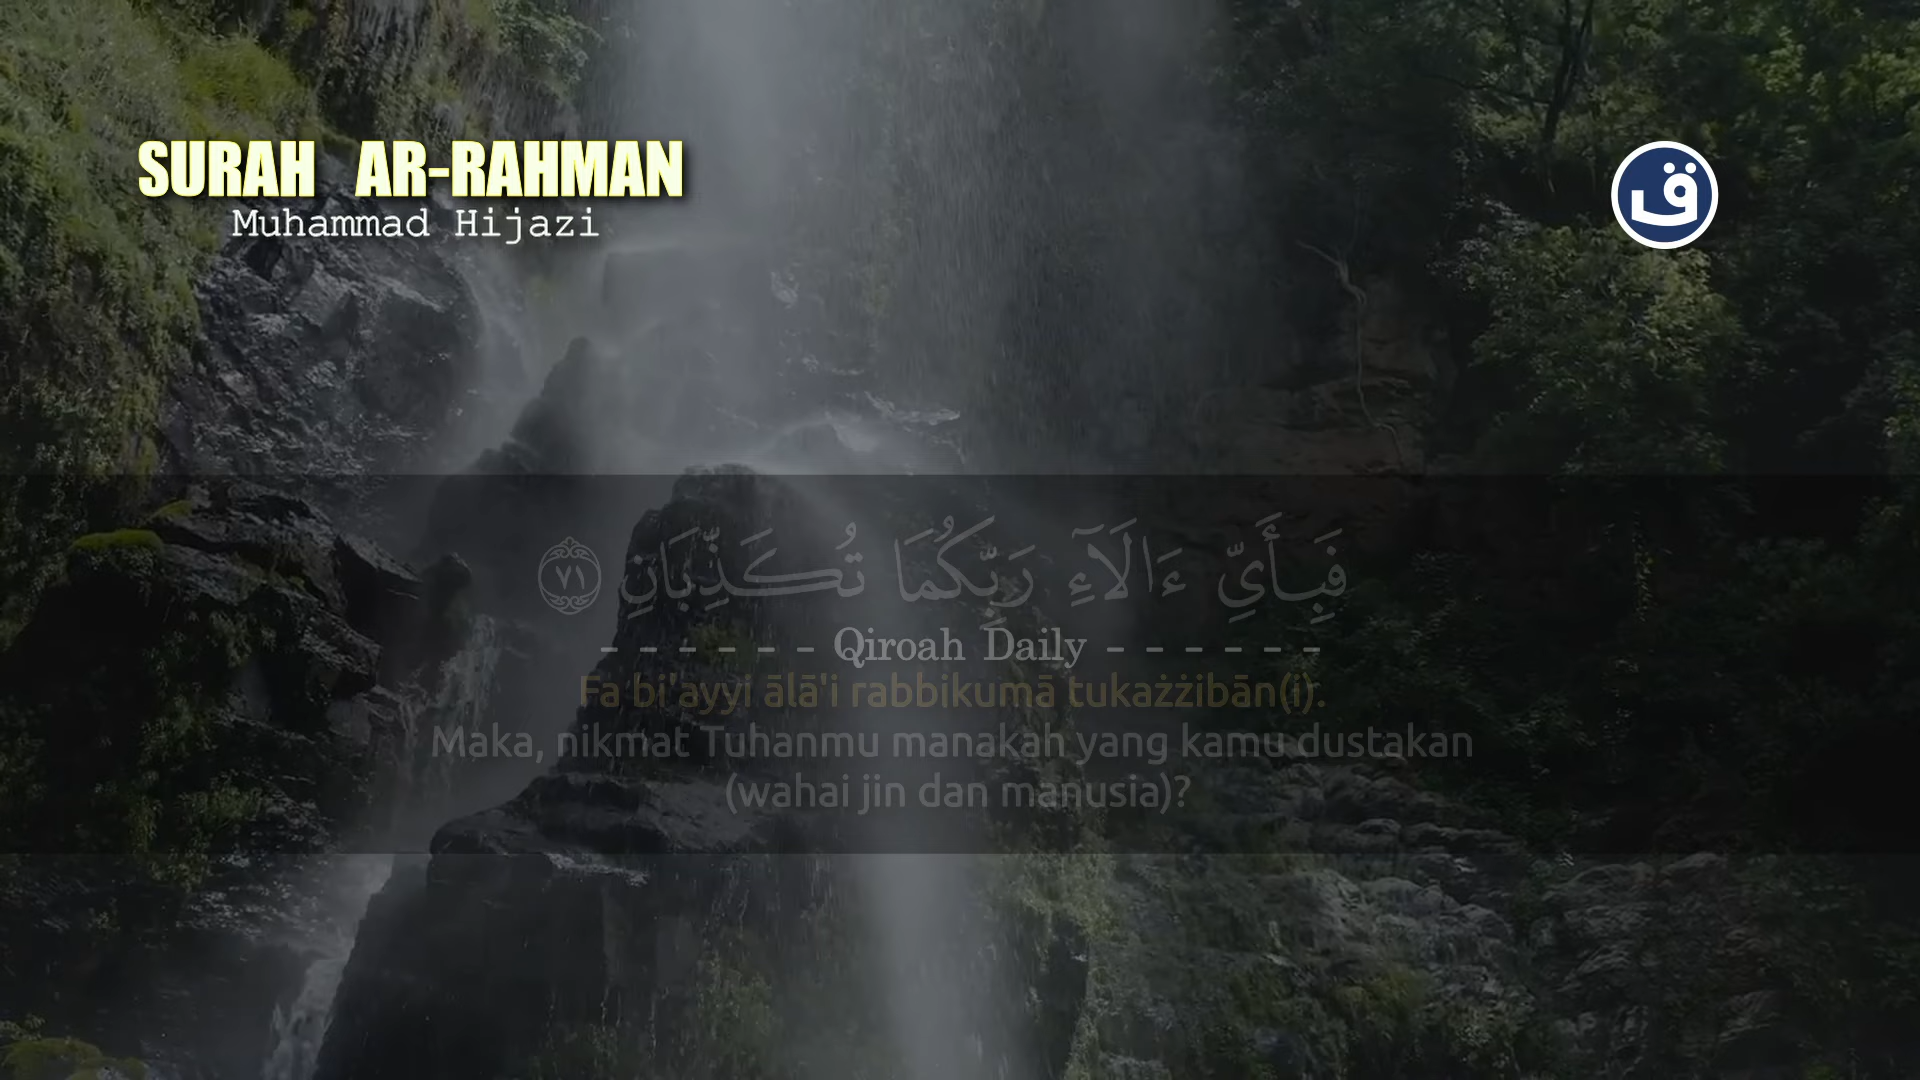 SURAH AR-RAHMAN
Muhammad Hijazi
ق
فَبِأَيِّ ءَالَآءِ رَبِّكُمَا تُكَذِّبَانِ ٧١
- - - - - - Qiroah Daily - - - - - -
Fa bi'ayyi ālā'i rabbikumā tukażżibān(i).
Maka, nikmat Tuhanmu manakah yang kamu dustakan
(wahai jin dan manusia)?